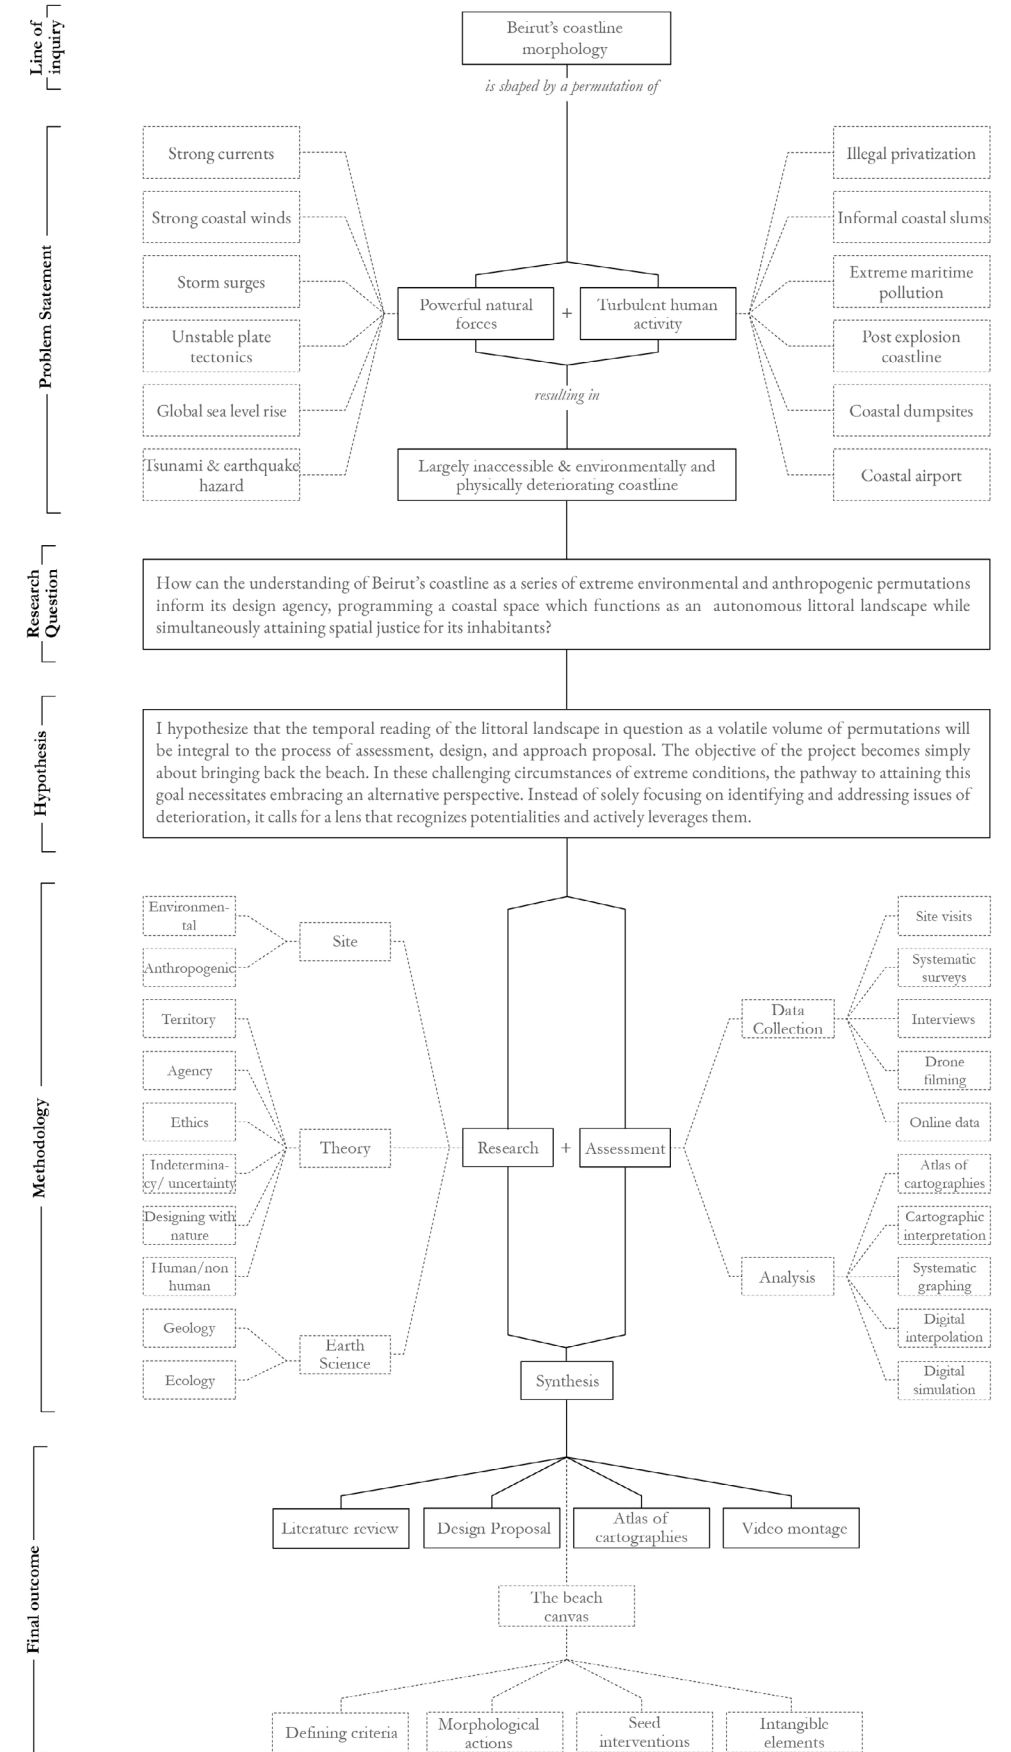 Line of
inquiry
Beirut's coastline
morphology
is shaped by a permutation of
Problem Statement
Strong currents
Strong coastal winds
Storm surges
Unstable plate
tectonics
Global sea level rise
Tsunami & earthquake
hazard
Powerful natural
forces
+
Turbulent human
activity
Illegal privatization
Informal coastal slums
Extreme maritime
pollution
Post explosion
coastline
Coastal dumpsites
Coastal airport
resulting in
Largely inaccessible & environmentally and
physically deteriorating coastline
Research
Question
How can the understanding of Beirut's coastline as a series of extreme environmental and anthropogenic permutations
inform its design agency, programming a coastal space which functions as an autonomous littoral landscape while
simultaneously attaining spatial justice for its inhabitants?
Hypothesis
I hypothesize that the temporal reading of the littoral landscape in question as a volatile volume of permutations will
be integral to the process of assessment, design, and approach proposal. The objective of the project becomes simply
about bringing back the beach. In these challenging circumstances of extreme conditions, the pathway to attaining this
goal necessitates embracing an alternative perspective. Instead of solely focusing on identifying and addressing issues of
deterioration, it calls for a lens that recognizes potentialities and actively leverages them.
Methodology
Environmen-
tal
Anthropogenic
Territory
Agency
Ethics
Indetermina-
cy/ uncertainty
Designing with
nature
Human/non
human
Geology
Ecology
Site
Theory
Earth
Science
Research
+
Assessment
Data
Collection
Analysis
Site visits
Systematic
surveys
Interviews
Drone
filming
Online data
Atlas of
cartographies
Cartographic
interpretation
Systematic
graphing
Digital
interpolation
Digital
simulation
Synthesis
Final outcome
Literature review
Design Proposal
Atlas of
cartographies
Video montage
The beach
canvas
Defining criteria
Morphological
actions
Seed
interventions
Intangible
elements